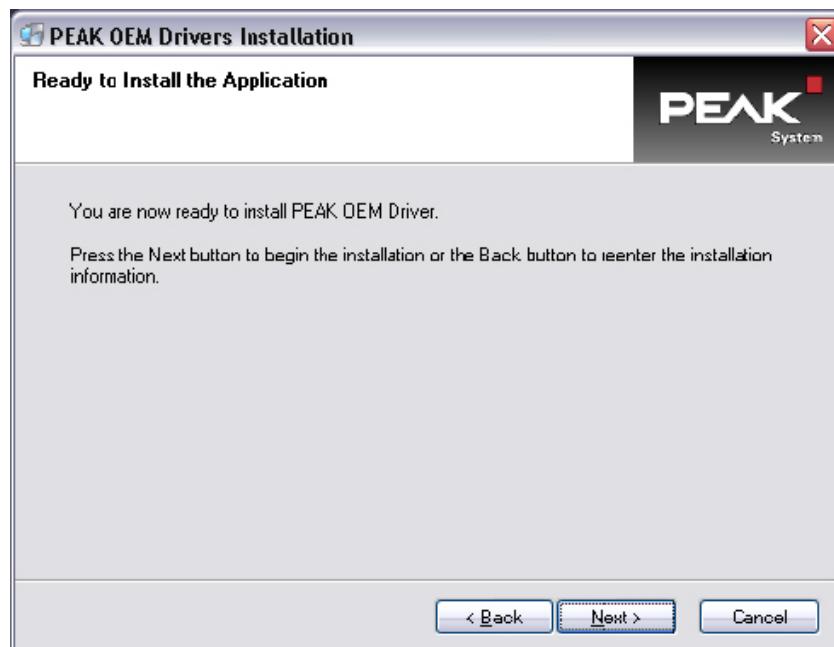 PEAK OEM Drivers Installation
Ready to Install the Application
PEAK
System
You are now ready to install PEAK OEM Driver.
Press the Next button to begin the installation or the Back button to reenter the installation
information.
< Back
Next >
Cancel